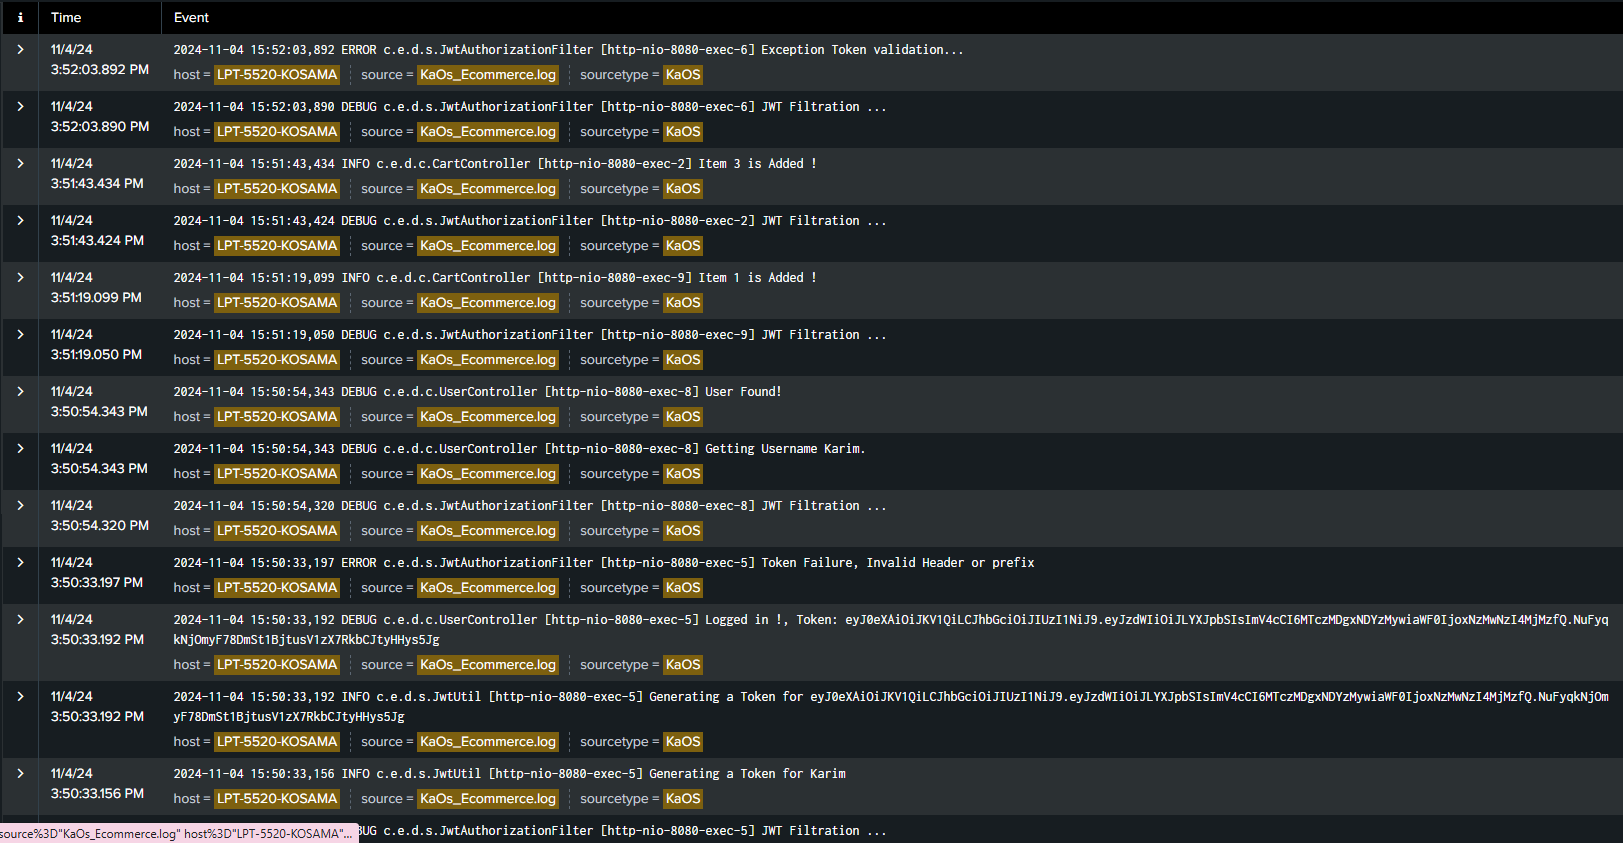 i Time Event
11/4/24 2024-11-04 15:52:03,892 ERROR c.e.d.s.JwtAuthorizationFilter [http-nio-8080-exec-6] Exception Token validation...
3:52:03.892 PM host = LPT-5520-KOSAMA source = KaOs_Ecommerce.log sourcetype = KaOS
11/4/24 2024-11-04 15:52:03,890 DEBUG c.e.d.s.JwtAuthorizationFilter [http-nio-8080-exec-6] JWT Filtration ...
3:52:03.890 PM host = LPT-5520-KOSAMA source = KaOs_Ecommerce.log sourcetype = KaOS
11/4/24 2024-11-04 15:51:43,434 INFO c.e.d.c.CartController [http-nio-8080-exec-2] Item 3 is Added !
3:51:43.434 PM host = LPT-5520-KOSAMA source = KaOs_Ecommerce.log sourcetype = KaOS
11/4/24 2024-11-04 15:51:43,424 DEBUG c.e.d.s.JwtAuthorizationFilter [http-nio-8080-exec-2] JWT Filtration ...
3:51:43.424 PM host = LPT-5520-KOSAMA source = KaOs_Ecommerce.log sourcetype = KaOS
11/4/24 2024-11-04 15:51:19,099 INFO c.e.d.c.CartController [http-nio-8080-exec-9] Item 1 is Added !
3:51:19.099 PM host = LPT-5520-KOSAMA source = KaOs_Ecommerce.log sourcetype = KaOS
11/4/24 2024-11-04 15:51:19,050 DEBUG c.e.d.s.JwtAuthorizationFilter [http-nio-8080-exec-9] JWT Filtration ...
3:51:19.050 PM host = LPT-5520-KOSAMA source = KaOs_Ecommerce.log sourcetype = KaOS
11/4/24 2024-11-04 15:50:54,343 DEBUG c.e.d.c.UserController [http-nio-8080-exec-8] User Found!
3:50:54.343 PM host = LPT-5520-KOSAMA source = KaOs_Ecommerce.log sourcetype = KaOS
11/4/24 2024-11-04 15:50:54,343 DEBUG c.e.d.c.UserController [http-nio-8080-exec-8] Getting Username Karim.
3:50:54.343 PM host = LPT-5520-KOSAMA source = KaOs_Ecommerce.log sourcetype = KaOS
11/4/24 2024-11-04 15:50:54,320 DEBUG c.e.d.s.JwtAuthorizationFilter [http-nio-8080-exec-8] JWT Filtration ...
3:50:54.320 PM host = LPT-5520-KOSAMA source = KaOs_Ecommerce.log sourcetype = KaOS
11/4/24 2024-11-04 15:50:33,197 ERROR c.e.d.s.JwtAuthorizationFilter [http-nio-8080-exec-5] Token Failure, Invalid Header or prefix
3:50:33.197 PM host = LPT-5520-KOSAMA source = KaOs_Ecommerce.log sourcetype = KaOS
11/4/24 2024-11-04 15:50:33,192 DEBUG c.e.d.c.UserController [http-nio-8080-exec-5] Logged in !, Token: eyJ0eXAiOiJKV1QiLCJhbGciOiJIUzI1NiJ9.eyJzdWIiOiJLYXJpbSIsImV4cCI6MTczMDgxNDYzMywiaWF0IjoxNzMwNzI4MjMzfQ.NuFyq
3:50:33.192 PM kNjOmyF78DmSt1BjtusV1zX7RkbCJtyHHys5Jg
host = LPT-5520-KOSAMA source = KaOs_Ecommerce.log sourcetype = KaOS
11/4/24 2024-11-04 15:50:33,192 INFO c.e.d.s.JwtUtil [http-nio-8080-exec-5] Generating a Token for eyJ0eXAiOiJKV1QiLCJhbGciOiJIUzI1NiJ9.eyJzdWIiOiJLYXJpbSIsImV4cCI6MTczMDgxNDYzMywiaWF0IjoxNzMwNzI4MjMzfQ.NuFyqkNjOm
3:50:33.192 PM yF78DmSt1BjtusV1zX7RkbCJtyHHys5Jg
host = LPT-5520-KOSAMA source = KaOs_Ecommerce.log sourcetype = KaOS
11/4/24 2024-11-04 15:50:33,156 INFO c.e.d.s.JwtUtil [http-nio-8080-exec-5] Generating a Token for Karim
3:50:33.156 PM host = LPT-5520-KOSAMA source = KaOs_Ecommerce.log sourcetype = KaOS
source%3D"KaOs_Ecommerce.log" host%3D"LPT-5520-KOSAMA"... BUG c.e.d.s.JwtAuthorizationFilter [http-nio-8080-exec-5] JWT Filtration ...